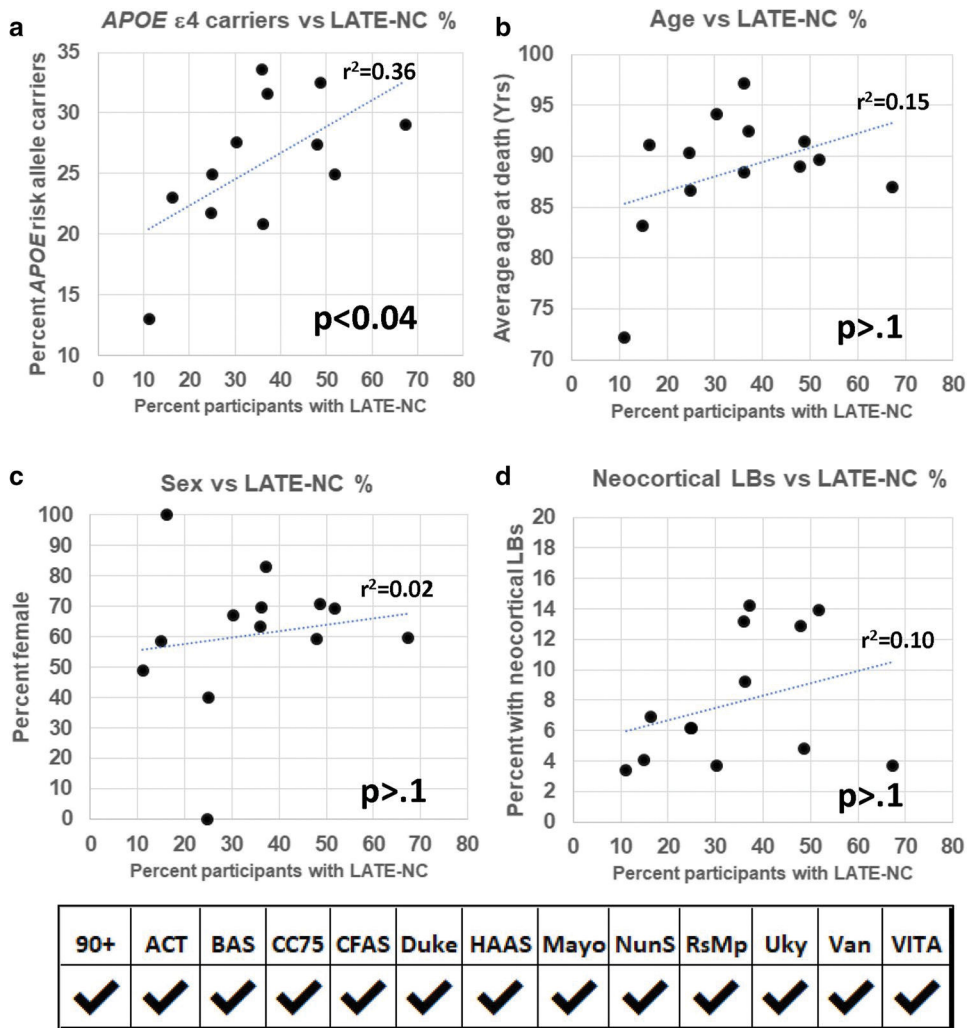 a
APOE ε4 carriers vs LATE-NC %
Percent APOE risk allele carriers
35
30
25
20
15
10
r²=0.36
p<0.04
0 10 20 30 40 50 60 70 80
Percent participants with LATE-NC
b
Age vs LATE-NC %
Average age at death (Yrs)
100
95
90
85
80
75
70
r²=0.15
p>.1
0 10 20 30 40 50 60 70 80
Percent participants with LATE-NC
c
Sex vs LATE-NC %
Percent female
100
90
80
70
60
50
40
30
20
10
0
r²=0.02
p>.1
0 10 20 30 40 50 60 70 80
Percent participants with LATE-NC
d
Neocortical LBs vs LATE-NC %
Percent with neocortical LBs
20
18
16
14
12
10
8
6
4
2
0
r²=0.10
p>.1
0 10 20 30 40 50 60 70 80
Percent participants with LATE-NC
90+ ACT BAS CC75 CFAS Duke HAAS Mayo NunS RsMp Uky Van VITA